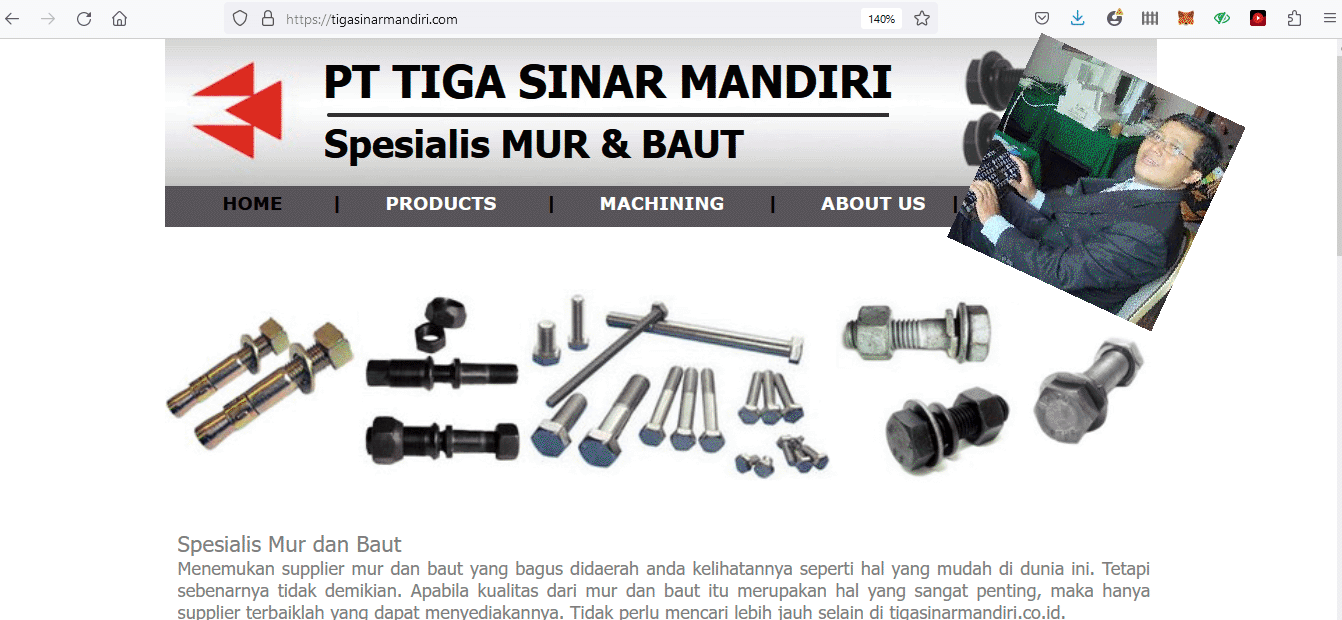 https://tigasinarmandiri.com
140%
PT TIGA SINAR MANDIRI
Spesialis MUR & BAUT
HOME | PRODUCTS | MACHINING | ABOUT US |
Spesialis Mur dan Baut
Menemukan supplier mur dan baut yang bagus didaerah anda kelihatannya seperti hal yang mudah di dunia ini. Tetapi
sebenarnya tidak demikian. Apabila kualitas dari mur dan baut itu merupakan hal yang sangat penting, maka hanya
supplier terbaiklah yang dapat menyediakannya. Tidak perlu mencari lebih jauh selain di tigasinarmandiri.co.id.